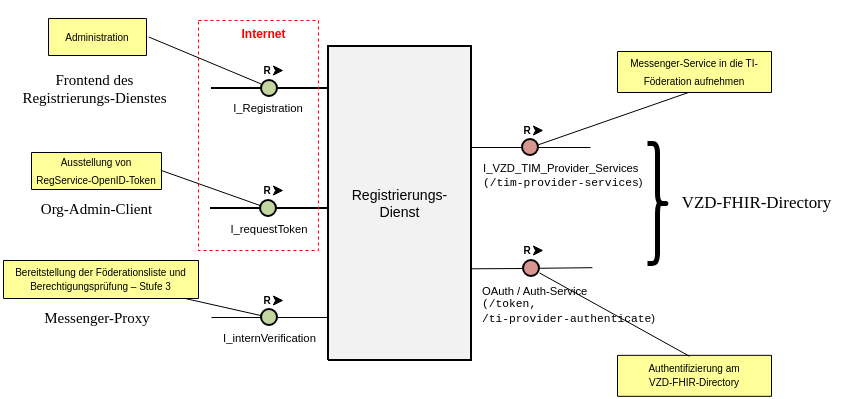 Administration
Internet
R
Frontend des
Registrierungs-Dienstes
I_Registration
Ausstellung von
RegService-OpenID-Token
R
Org-Admin-Client
I_requestToken
Bereitstellung der Föderationsliste und
Berechtigungsprüfung – Stufe 3
R
Messenger-Proxy
I_internVerification
Registrierungs-
Dienst
Messenger-Service in die TI-
Föderation aufnehmen
R
I_VZD_TIM_Provider_Services
(/tim-provider-services)
VZD-FHIR-Directory
R
OAuth / Auth-Service
(/token,
/ti-provider-authenticate)
Authentifizierung am
VZD-FHIR-Directory